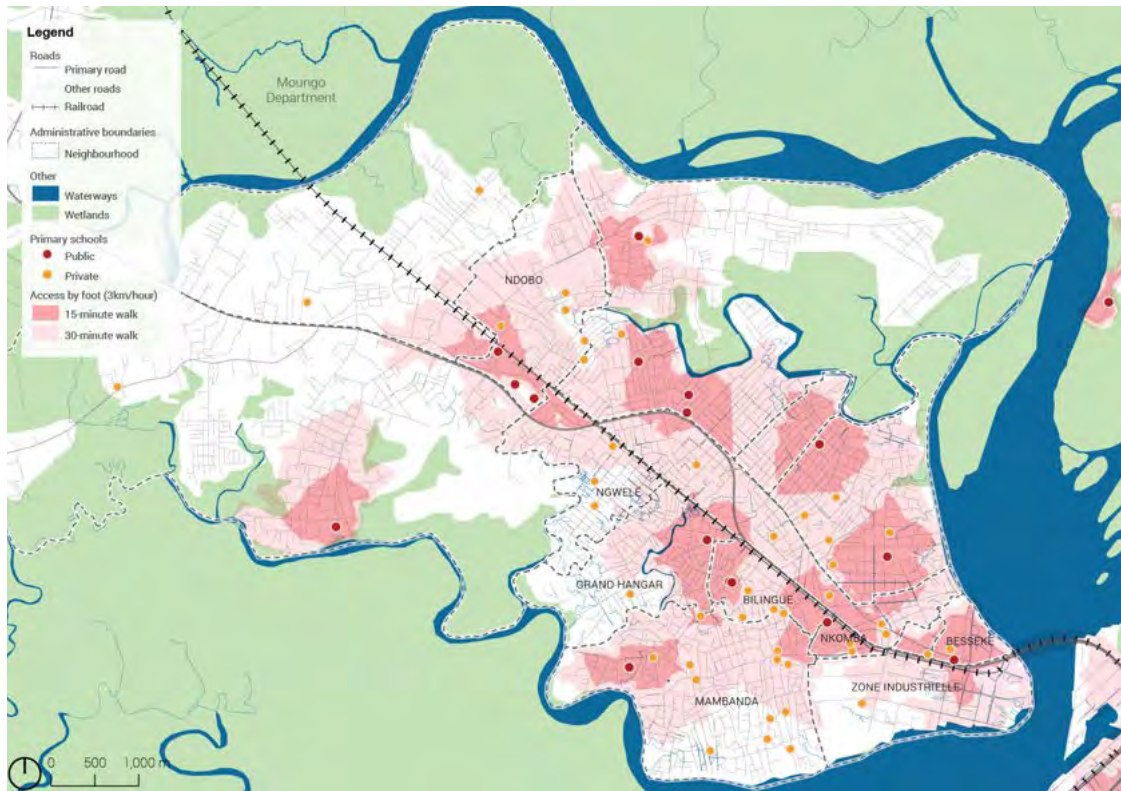 Legend
Roads
Primary road
Other roads
Railroad
Administrative boundaries
Neighbourhood
Other
Waterways
Wetlands
Primary schools
Public
Private
Access by foot (3km/hour)
15-minute walk
30-minute walk
Moungo
Department
NDOBO
NGWELE
GRAND HANGAR
BILINGUE
NKOMBA
BESSEKE
ZONE INDUSTRIELLE
MAMBANDA
0 500 1,000 m